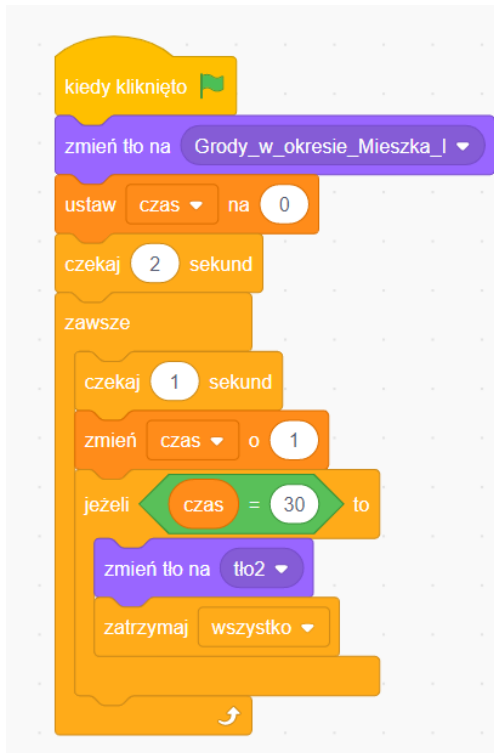 kiedy kliknięto
zmień tło na Grody_w_okresie_Mieszka_I
ustaw czas na 0
czekaj 2 sekund
zawsze
czekaj 1 sekund
zmień czas o 1
jeżeli czas = 30 to
zmień tło na tło2
zatrzymaj wszystko